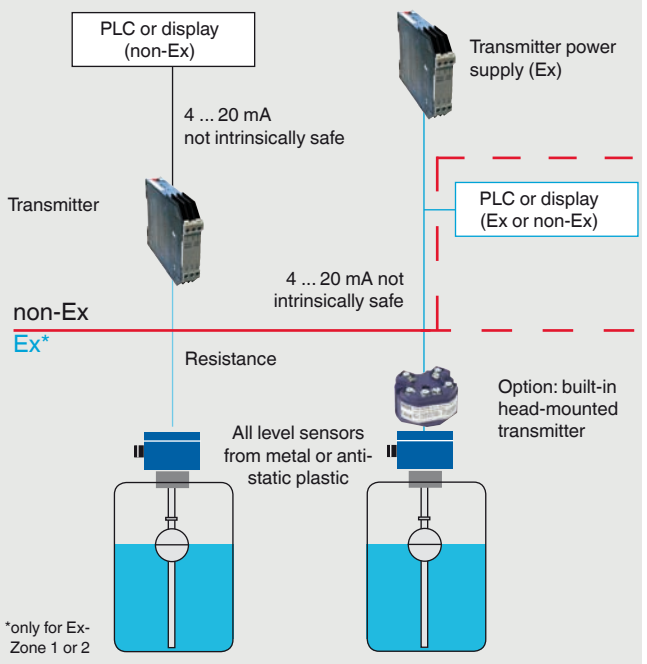 PLC or display
(non-Ex)
Transmitter power
supply (Ex)
4 ... 20 mA
not intrinsically safe
Transmitter
PLC or display
(Ex or non-Ex)
4 ... 20 mA not
intrinsically safe
non-Ex
Ex*
Resistance
Option: built-in
head-mounted
transmitter
All level sensors
from metal or anti-
static plastic
*only for Ex-
Zone 1 or 2